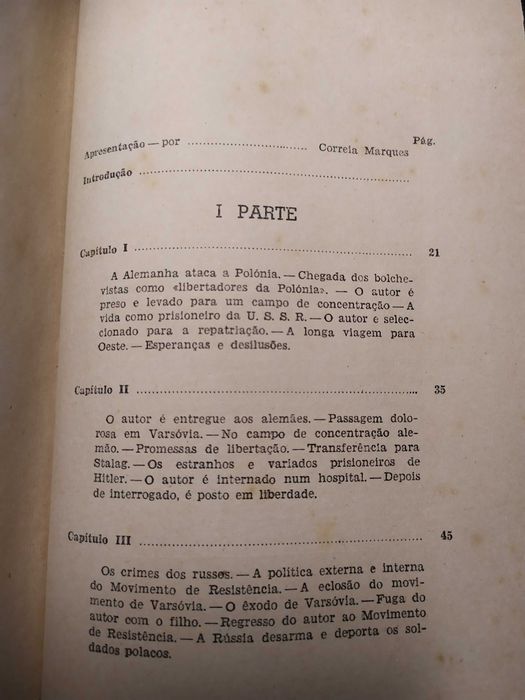 Pág.
Apresentação — por .............................. Correia Marques
Introdução ..............................................................
I PARTE
Capítulo I .............................................................. 21
A Alemanha ataca a Polónia. — Chegada dos bolche-
vistas como «libertadores da Polónia». — O autor é
preso e levado para um campo de concentração — A
vida como prisioneiro da U. S. S. R. — O autor e selec-
cionado para a repatriação. — A longa viagem para
Oeste. — Esperanças e desilusões.
Capítulo II .............................................................. 35
O autor é entregue aos alemães. — Passagem dolo-
rosa em Varsóvia. — No campo de concentração ale-
mão. — Promessas de libertação. — Transferência para
Stalag. — Os estranhos e variados prisioneiros de
Hitler. — O autor é internado num hospital. — Depois
de interrogado, é posto em liberdade.
Capítulo III .............................................................. 45
Os crimes dos russos. — A política externa e interna
do Movimento de Resistência. — A eclosão do movi-
mento de Varsóvia. — O êxodo de Varsóvia. — Fuga do
autor com o filho. — Regresso do autor ao Movimento
de Resistência. — A Rússia desarma e deporta os sol-
dados polacos.